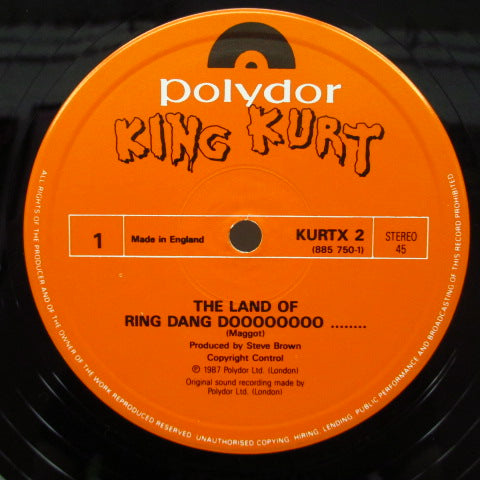 polydor
KING KURT
1
Made in England
KURTX 2
(885 750-1)
STEREO
45
THE LAND OF
RING DANG DOOOOOOOO ........
(Maggot)
Produced by Steve Brown
Copyright Control
℗ 1987 Polydor Ltd. (London)
Original sound recording made by
Polydor Ltd. (London)
ALL RIGHTS OF THE PRODUCER AND OF THE OWNER OF THE WORK REPRODUCED RESERVED. UNAUTHORISED COPYING, HIRING, LENDING, PUBLIC PERFORMANCE AND BROADCASTING OF THIS RECORD PROHIBITED